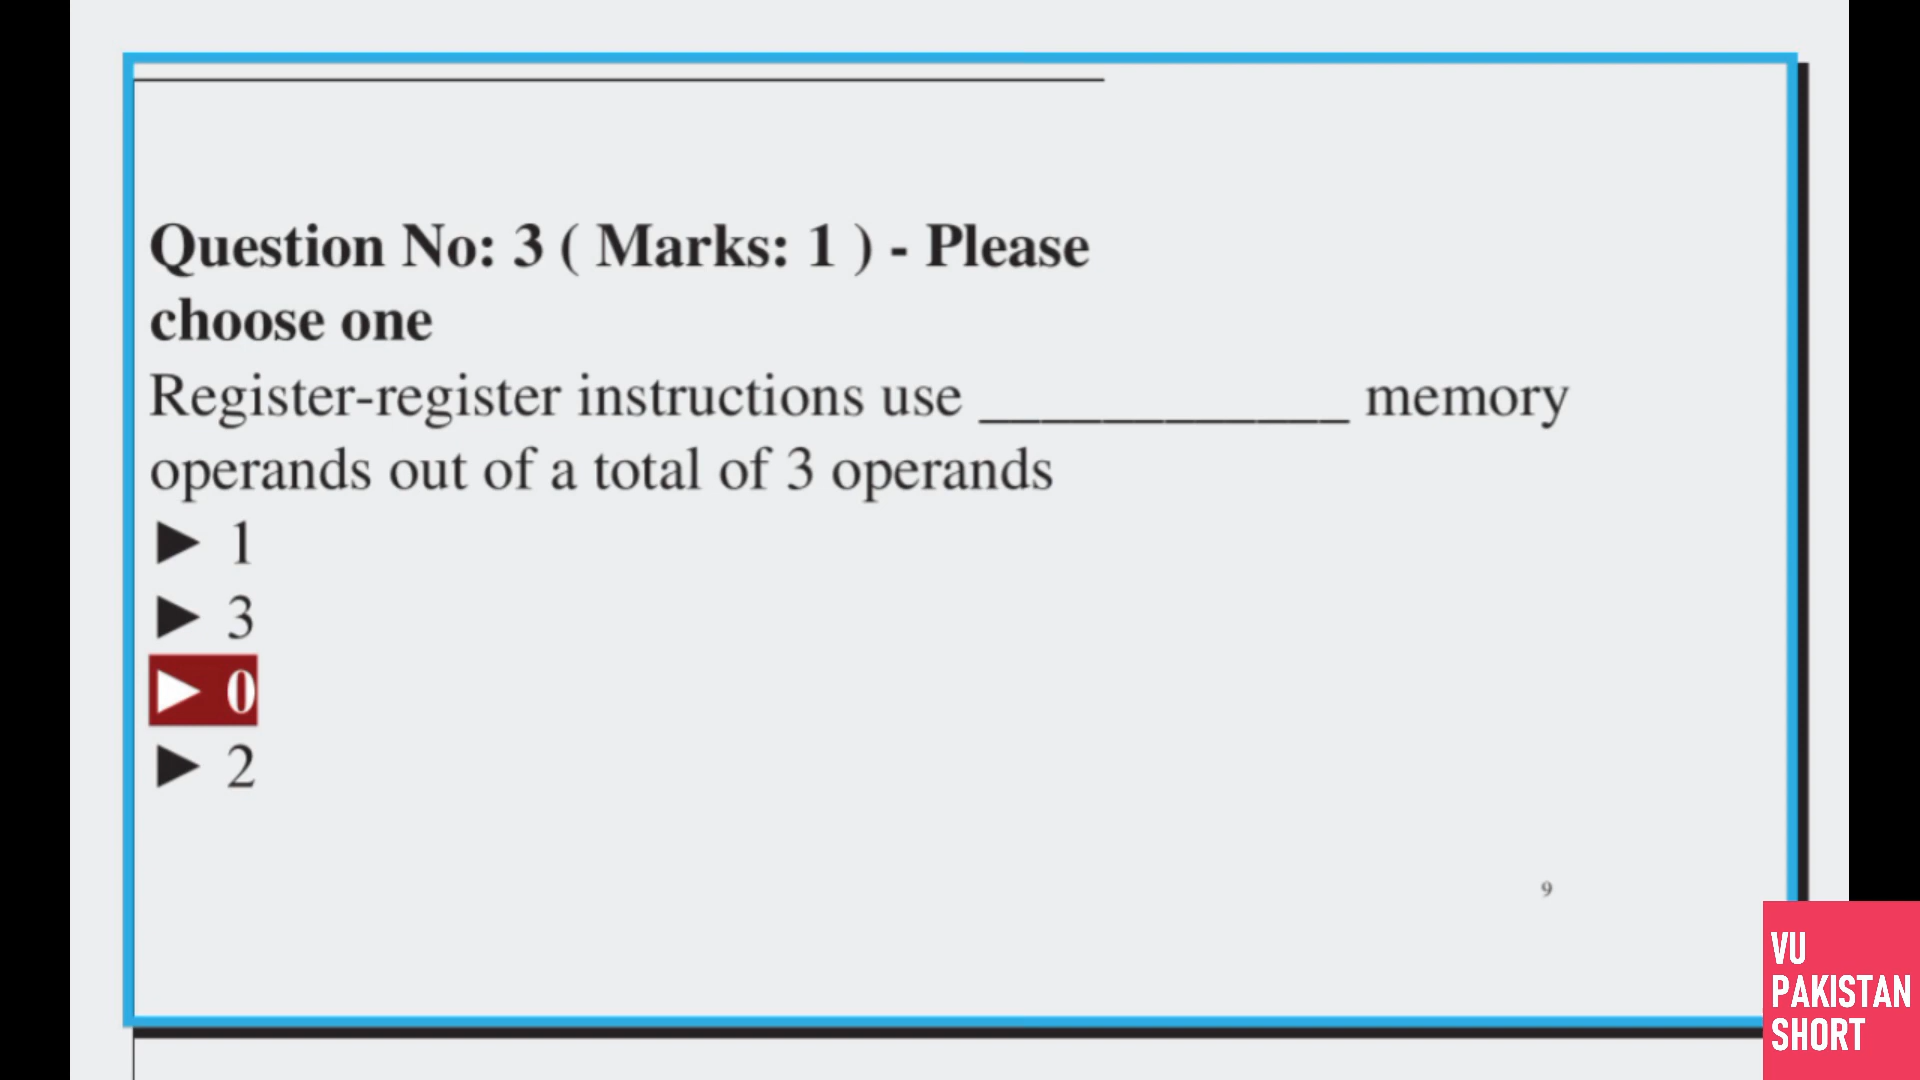 Question No: 3 ( Marks: 1 ) - Please
choose one
Register-register instructions use ____________ memory
operands out of a total of 3 operands
► 1
► 3
► 0
► 2
9
VU
PAKISTAN
SHORT